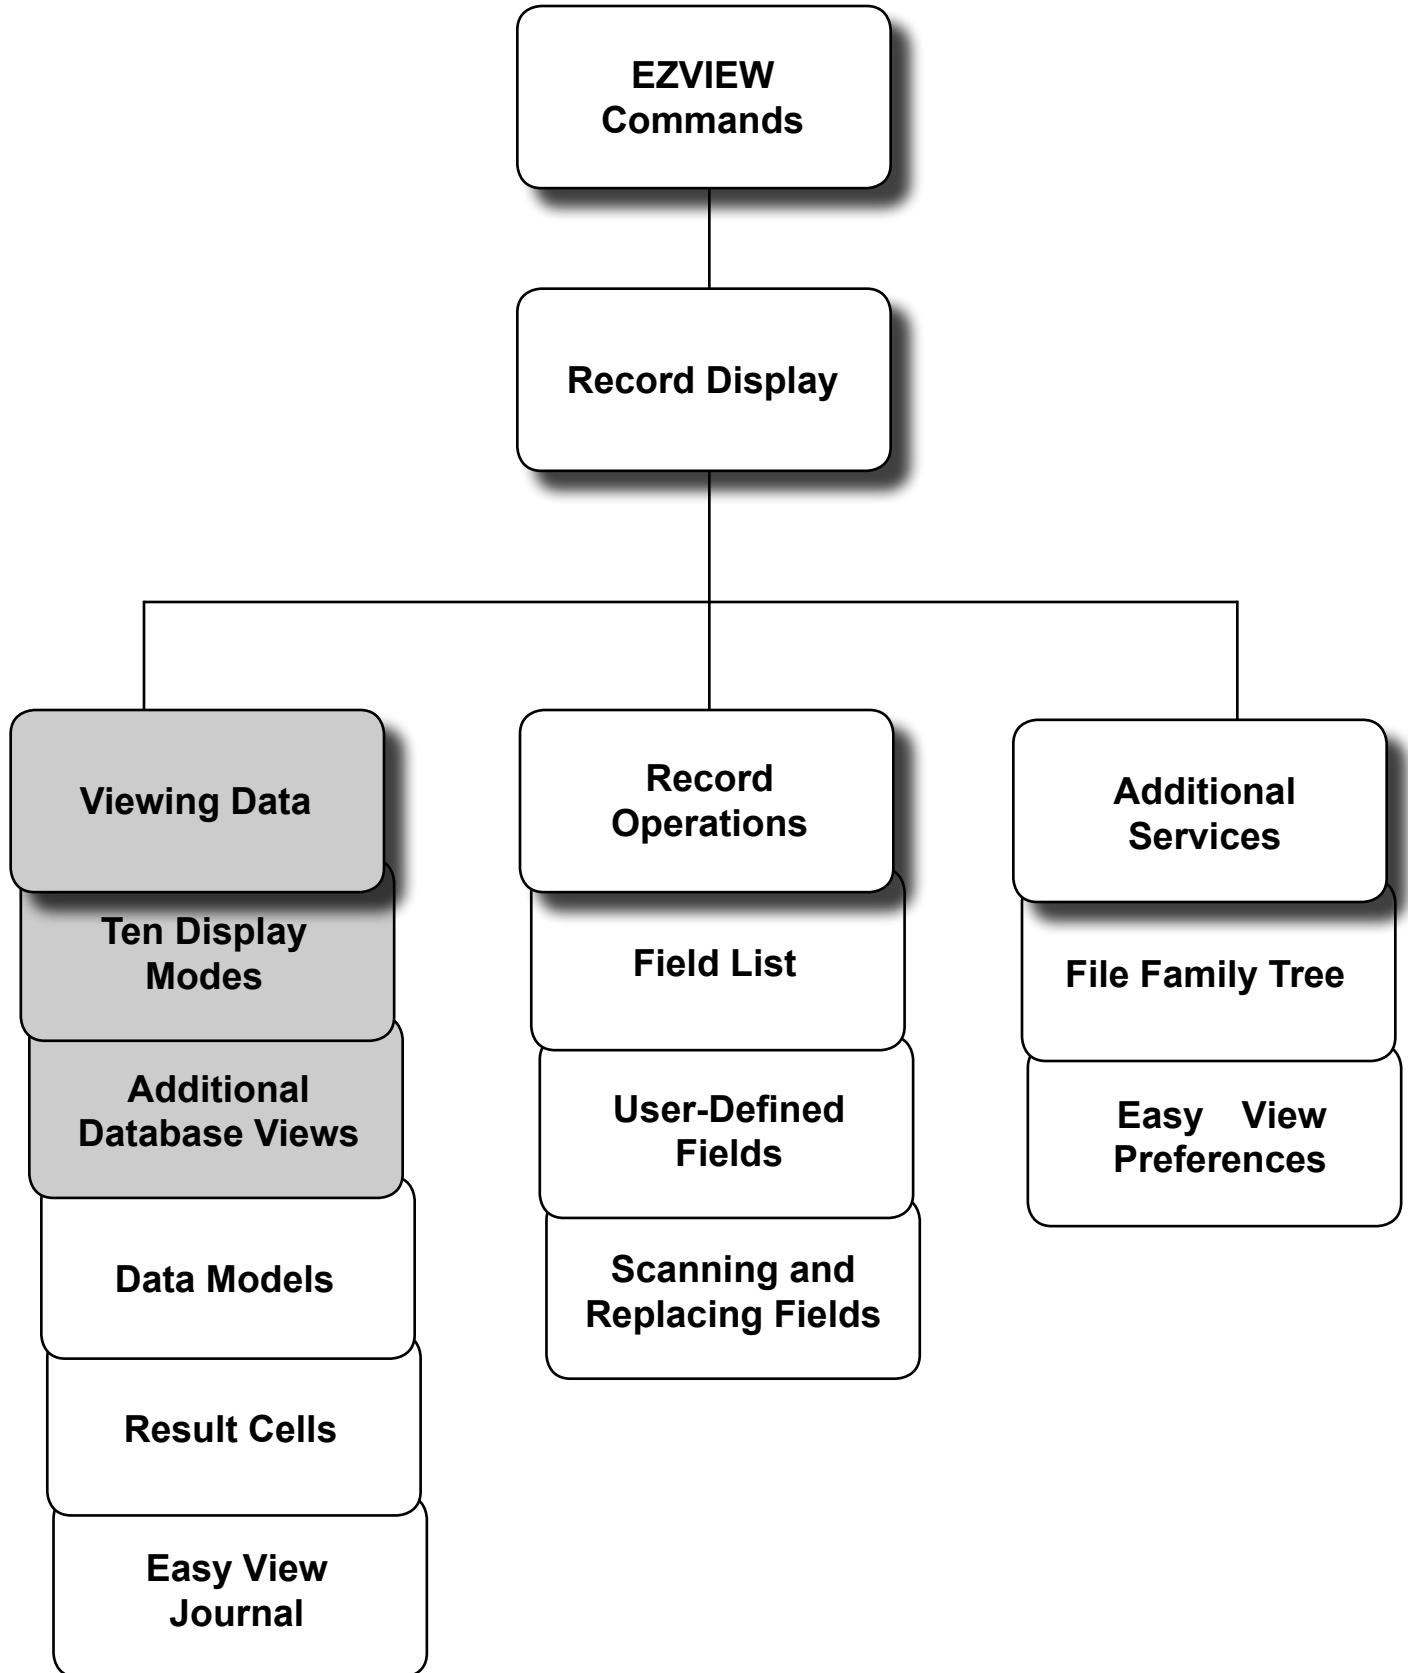 EZVIEW
Commands
Record Display
Viewing Data
Ten Display
Modes
Additional
Database Views
Data Models
Result Cells
Easy View
Journal
Record
Operations
Field List
User-Defined
Fields
Scanning and
Replacing Fields
Additional
Services
File Family Tree
Easy View
Preferences